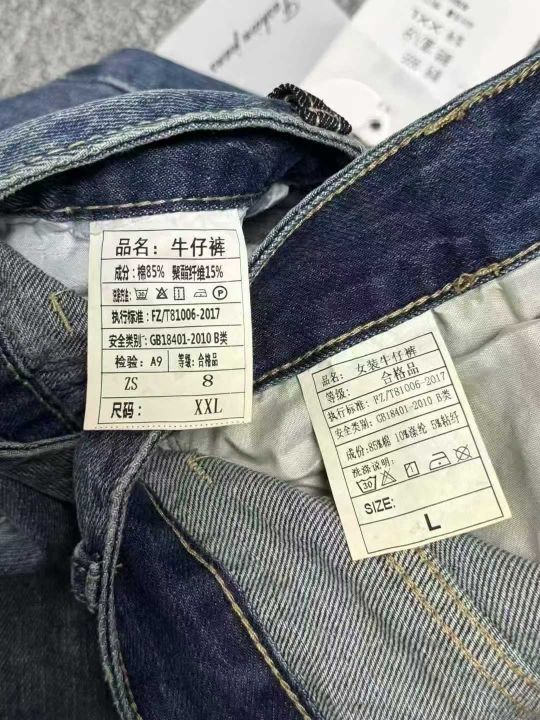 Fashion jeans
品名：牛仔裤
成分：棉85% 聚酯纤维15%
洗涤方法：
执行标准：FZ/T81006-2017
安全类别：GB18401-2010 B类
检验：A9 等级：合格品
ZS 8
尺码： XXL
品名：女装牛仔裤
等级： 合格品
执行标准：FZ/T81006-2017
安全类别：GB18401-2010 B类
成份：85%棉 10%涤纶 5%粘纤
洗涤说明：
30
SIZE:
L